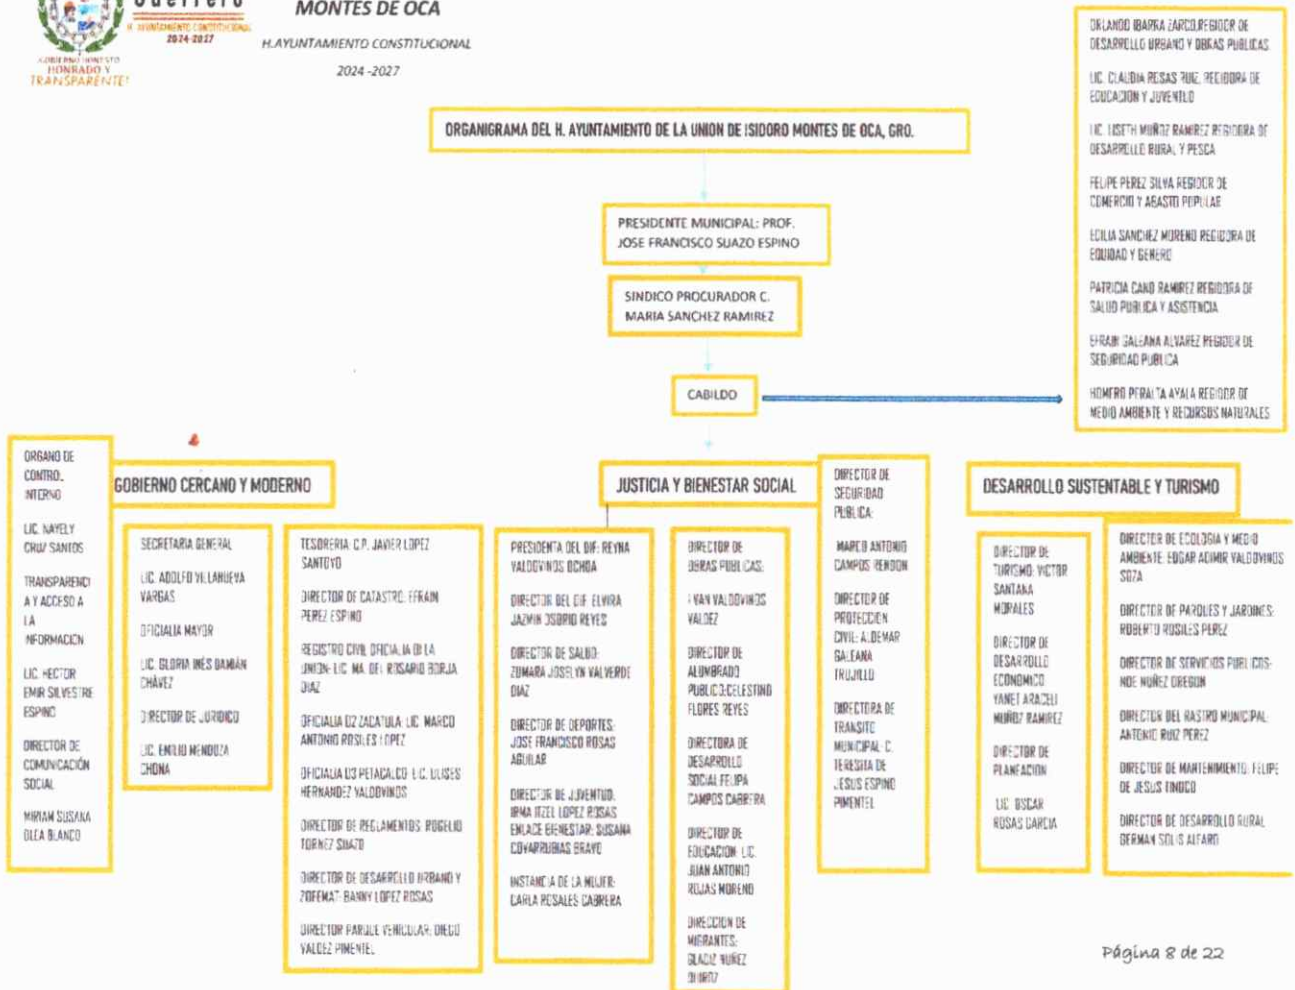 Guerrero
H. AYUNTAMIENTO CONSTITUCIONAL
2024-2027
GOBIERNO HONESTO
HONRADO Y
TRANSPARENTE!
MONTES DE OCA
H.AYUNTAMIENTO CONSTITUCIONAL
2024 -2027
ORGANIGRAMA DEL H. AYUNTAMIENTO DE LA UNION DE ISIDORO MONTES DE OCA, GRO.
PRESIDENTE MUNICIPAL: PROF.
JOSE FRANCISCO SUAZO ESPINO
SINDICO PROCURADOR C.
MARIA SANCHEZ RAMIREZ
CABILDO
ORLANDO IBARRA ZARCO, REGIDOR DE
DESARROLLO URBANO Y OBRAS PUBLICAS
LIC. CLAUDIA ROSAS RUIZ, REGIDORA DE
EDUCACION Y JUVENTUD
LIC. LISETH MUÑOZ RAMIREZ REGIDORA DE
DESARROLLO RURAL Y PESCA
FELIPE PEREZ SILVA REGIDOR DE
COMERCIO Y ABASTO POPULAR
SANCHEZ MORENO REGIDORA DE
EQUIDAD Y GENERO
PATRICIA CANO RAMIREZ REGIDORA DE
SALUD PUBLICA Y ASISTENCIA
EFRAIN GALEANA ALVAREZ REGIDOR DE
SEGURIDAD PUBLICA
HOMERO PERALTA AYALA REGIDOR DE
MEDIO AMBIENTE Y RECURSOS NATURALES
ORGANO DE
CONTROL
INTERNO
LIC. NAYELY
CRUZ SANTOS
TRANSPARENCI
A Y ACCESO A
LA
INFORMACION
LIC. HECTOR
EMIR SILVESTRE
ESPINO
DIRECTOR DE
COMUNICACIÓN
SOCIAL
MIRIAM SUSANA
OLEA BLANCO
GOBIERNO CERCANO Y MODERNO
SECRETARIA GENERAL
LIC. ADOLFO VILLANUEVA
VARGAS
OFICIALIA MAYOR
LIC. GLORIA INÉS DAMIÁN
CHÁVEZ
DIRECTOR DE JURIDICO
LIC. EMILIO MENDOZA
CHONA
TESORERIA: C.P. JAVIER LOPEZ
SANTOYO
DIRECTOR DE CATASTRO: EFRAIN
PEREZ ESPINO
REGISTRO CIVIL OFICIALIA 01 LA
UNION: LIC. MA. DEL ROSARIO BORJA
DIAZ
OFICIALIA 02 ZACATULA: LIC. MARCO
ANTONIO ROSILES LOPEZ
OFICIALIA 03 PETACALCO: LIC. ULISES
HERNANDEZ VALDOVINOS
DIRECTOR DE REGLAMENTOS: ROGELIO
TORNEZ SUAZO
DIRECTOR DE DESARROLLO URBANO Y
ZOFEMAT: BANNY LOPEZ ROSAS
DIRECTOR PARQUE VEHICULAR: DIEGO
VALDEZ PIMENTEL
JUSTICIA Y BIENESTAR SOCIAL
PRESIDENTA DEL DIF: REYNA
VALDOVINOS OCHOA
DIRECTOR DEL DIF: ELVIRA
JAZMIN OSORIO REYES
DIRECTOR DE SALUD:
ZUMARA JOSELYN VALVERDE
DIAZ
DIRECTOR DE DEPORTES:
JOSE FRANCISCO ROSAS
AGUILAR
DIRECTOR DE JUVENTUD:
IRMA ITZEL LOPEZ ROSAS
ENLACE BIENESTAR: SUSANA
COVARRUBIAS BRAVO
INSTANCIA DE LA MUJER:
CARLA ROSALES CABRERA
DIRECTOR DE
OBRAS PUBLICAS:
IVAN VALDOVINOS
VALDEZ
DIRECTOR DE
ALUMBRADO
PUBLICO:CELESTINO
FLORES REYES
DIRECTORA DE
DESARROLLO
SOCIAL FELIPA
CAMPOS CABRERA
DIRECTOR DE
EDUCACION: LIC.
JUAN ANTONIO
ROJAS MORENO
DIRECCION DE
MIGRANTES:
GLADIZ NUÑEZ
QUIROZ
DIRECTOR DE
SEGURIDAD
PUBLICA:
MARCO ANTONIO
CAMPOS RENDON
DIRECTOR DE
PROTECCION
CIVIL: ALDEMAR
GALEANA
TRUJILLO
DIRECTORA DE
TRANSITO
MUNICIPAL: C.
TERESITA DE
JESUS ESPINO
PIMENTEL
DESARROLLO SUSTENTABLE Y TURISMO
DIRECTOR DE
TURISMO: VICTOR
SANTANA
MORALES
DIRECTOR DE
DESARROLLO
ECONOMICO
YANET ARACELI
MUÑOZ RAMIREZ
DIRECTOR DE
PLANEACION
LIC. OSCAR
ROSAS GARCIA
DIRECTOR DE ECOLOGIA Y MEDIO
AMBIENTE: EDGAR ADIMIR VALDOVINOS
SOZA
DIRECTOR DE PARQUES Y JARDINES:
ROBERTO ROSILES PEREZ
DIRECTOR DE SERVICIOS PUBLICOS:
NOE NUÑEZ OREGON
DIRECTOR DEL RASTRO MUNICIPAL:
ANTONIO RUIZ PEREZ
DIRECTOR DE MANTENIMIENTO: FELIPE
DE JESUS TINOCO
DIRECTOR DE DESARROLLO RURAL
GERMAN SOLIS ALFARO
Página 8 de 22